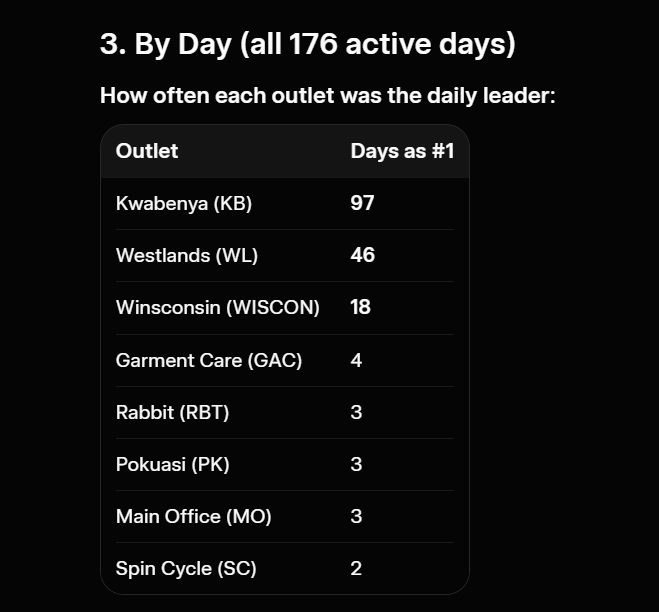 3. By Day (all 176 active days)
How often each outlet was the daily leader:
Outlet Days as #1
Kwabenya (KB) 97
Westlands (WL) 46
Winsconsin (WISCON) 18
Garment Care (GAC) 4
Rabbit (RBT) 3
Pokuasi (PK) 3
Main Office (MO) 3
Spin Cycle (SC) 2